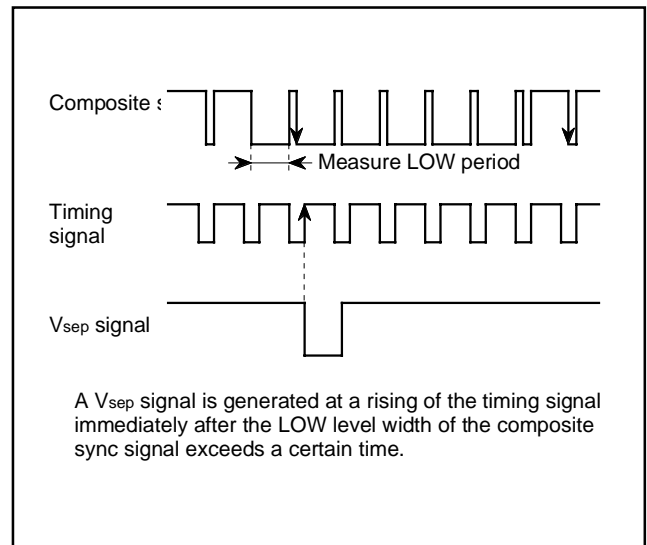 Composite s
Measure LOW period
Timing
signal
Vsep signal
A Vsep signal is generated at a rising of the timing signal
immediately after the LOW level width of the composite
sync signal exceeds a certain time.